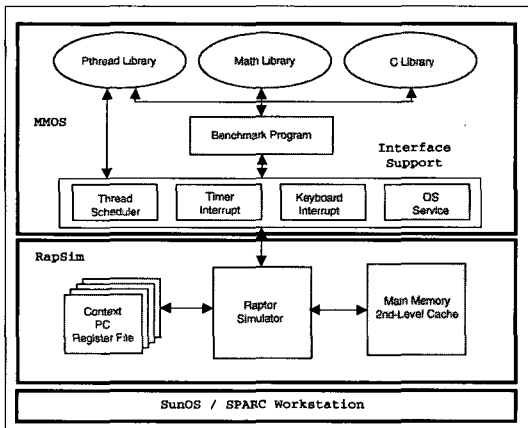 Pthread Library
Math Library
C Library
MMOS
Benchmark Program
Interface
Support
Thread
Scheduler
Timer
Interrupt
Keyboard
Interrupt
OS
Service
RapSim
Context
PC
Register File
Raptor
Simulator
Main Memory
2nd-Level Cache
SunOS / SPARC Workstation